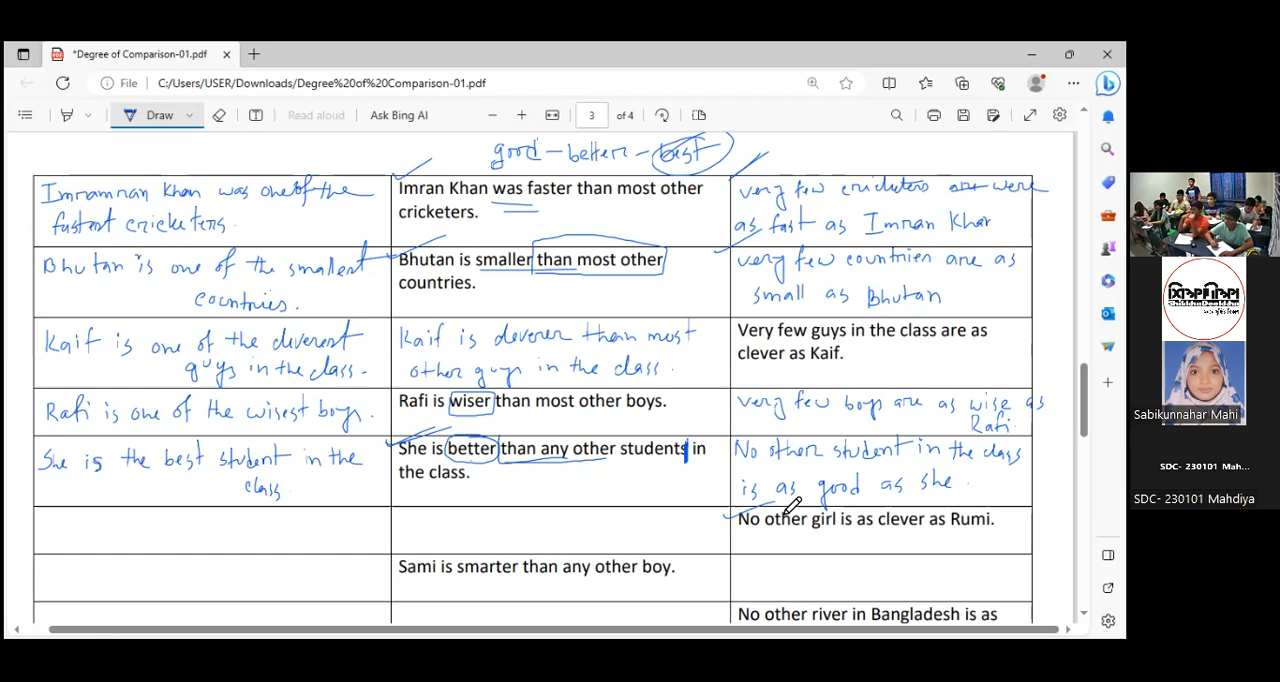 *Degree of Comparison-01.pdf
File C:/Users/USER/Downloads/Degree%20of%20Comparison-01.pdf
Draw Read aloud Ask Bing AI 3 of 4
good - better - best
Imramran Khan was one of the
fastest cricketers.
Imran Khan was faster than most other
cricketers.
very few cricketers are were
as fast as Imran Khan
Bhutan is one of the smallest
countries.
Bhutan is smaller than most other
countries.
very few countries are as
small as Bhutan
Kaif is one of the cleverest
guys in the class.
Kaif is cleverer than most
other guys in the class.
Very few guys in the class are as
clever as Kaif.
Rafi is one of the wisest boys.
Rafi is wiser than most other boys.
very few boys are as wise as
Rafi.
She is the best student in the
class.
She is better than any other students in
the class.
No other student in the class
is as good as she.
No other girl is as clever as Rumi.
Sami is smarter than any other boy.
No other river in Bangladesh is as
Sabikunnahar Mahi
SDC- 230101 Mah...
SDC- 230101 Mahdiya